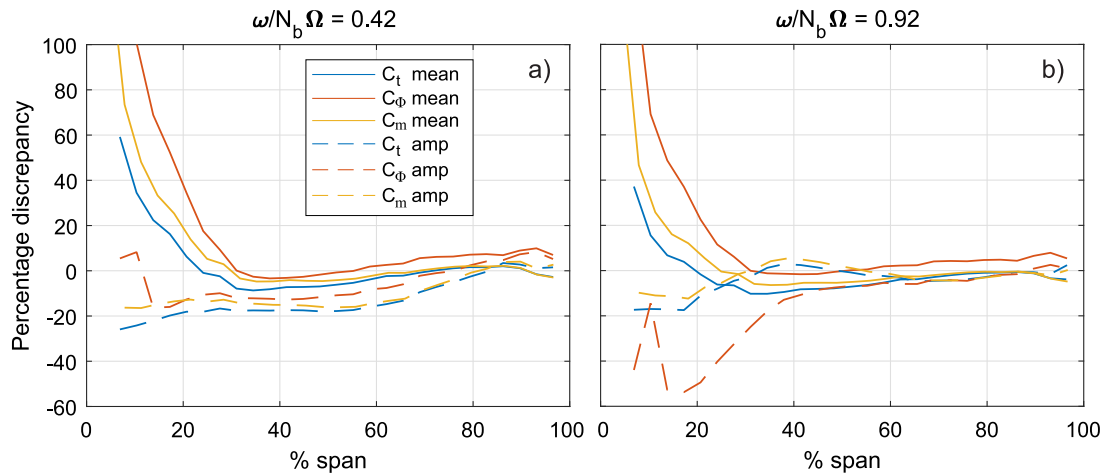 ω/N_bΩ = 0.42
ω/N_bΩ = 0.92
a)
b)
C_t mean
C_Φ mean
C_m mean
C_t amp
C_Φ amp
C_m amp
Percentage discrepancy
100
80
60
40
20
0
-20
-40
-60
0 20 40 60 80 100
0 20 40 60 80 100
% span
% span